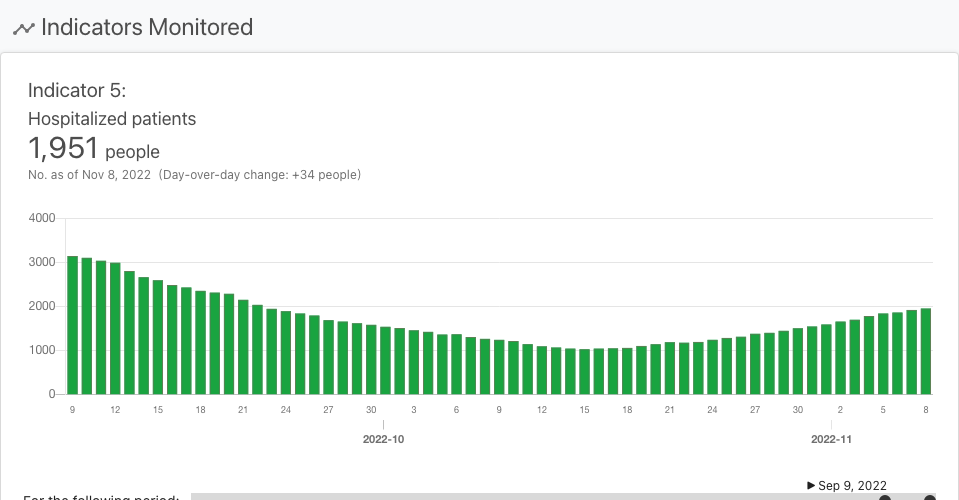 Indicators Monitored
Indicator 5:
Hospitalized patients
1,951 people
No. as of Nov 8, 2022 (Day-over-day change: +34 people)
4000
3000
2000
1000
0
9 12 15 18 21 24 27 30 3 6 9 12 15 18 21 24 27 30 2 5 8
2022-10 2022-11
Sep 9, 2022
For the following period: